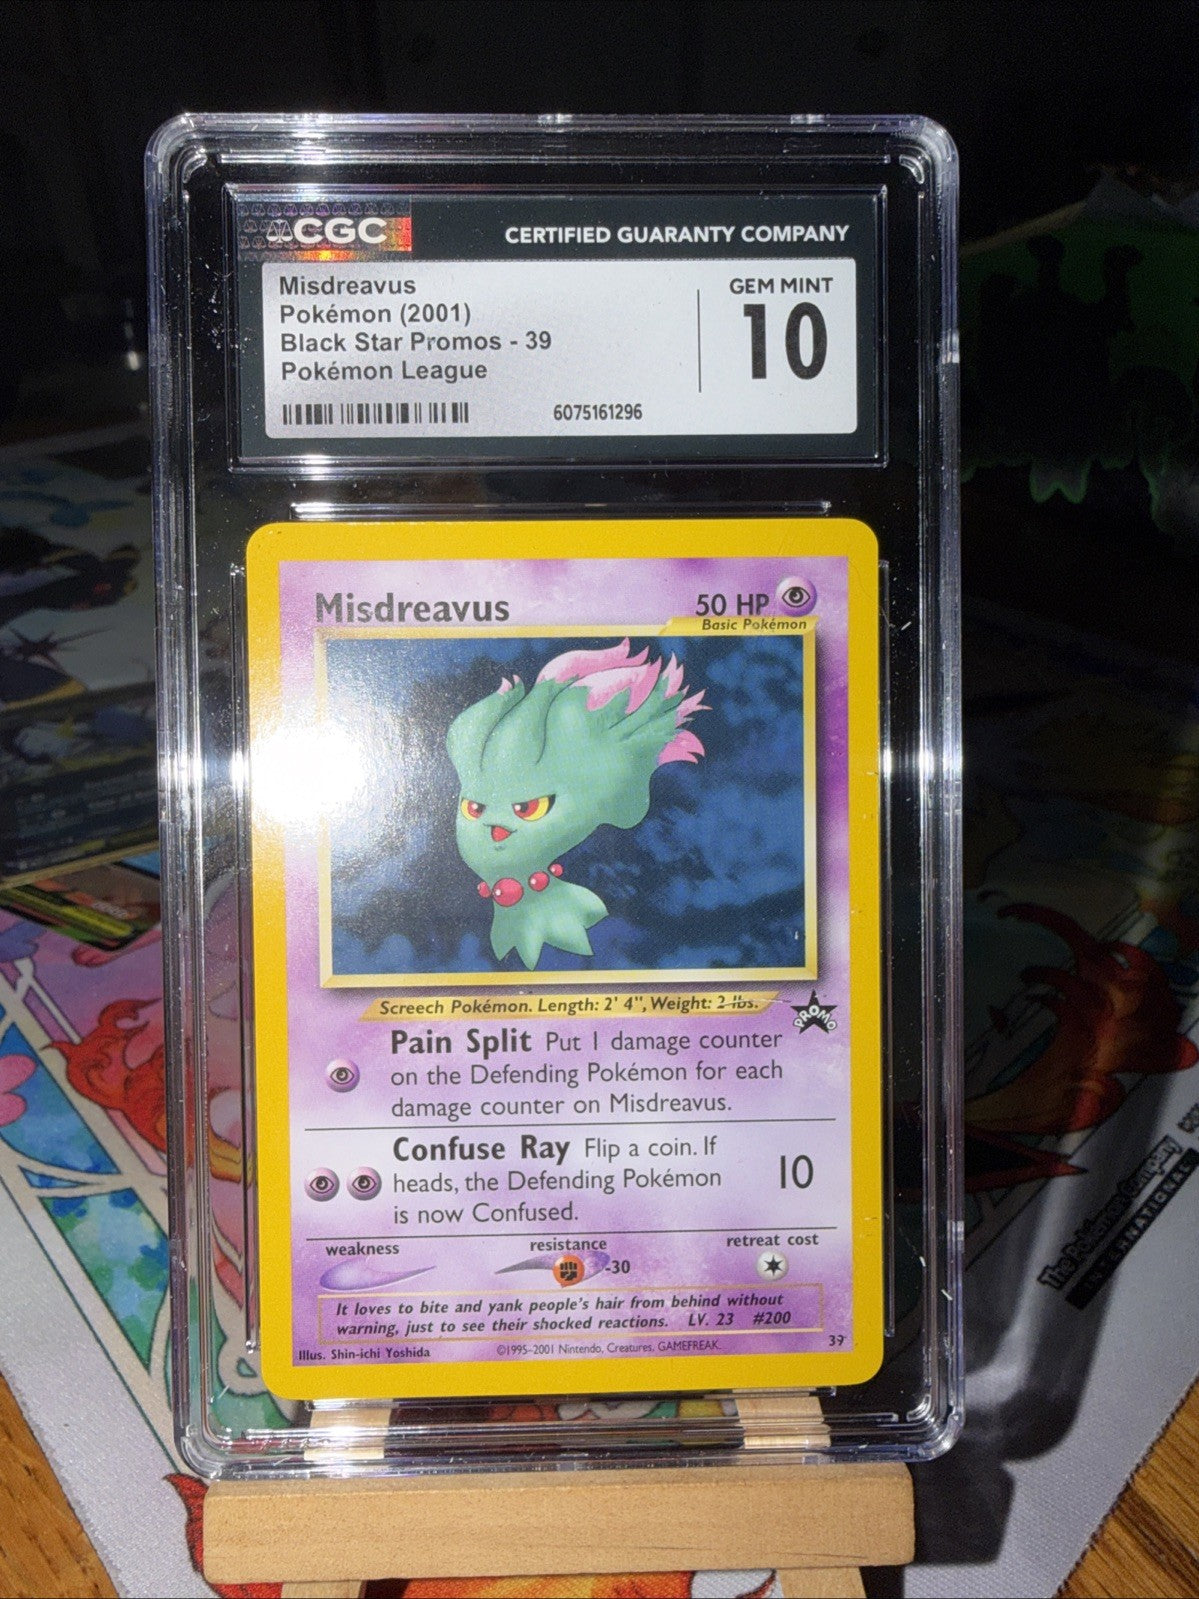 CGC
CERTIFIED GUARANTY COMPANY
Misdreavus
Pokémon (2001)
Black Star Promos - 39
Pokémon League
GEM MINT
10
6075161296
Misdreavus
50 HP
Basic Pokémon
Screech Pokémon. Length: 2' 4", Weight: 2 lbs.
PROMO
Pain Split Put 1 damage counter
on the Defending Pokémon for each
damage counter on Misdreavus.
Confuse Ray Flip a coin. If
heads, the Defending Pokémon
is now Confused.
10
weakness
resistance
retreat cost
-30
It loves to bite and yank people's hair from behind without
warning, just to see their shocked reactions. LV. 23 #200
Illus. Shin-ichi Yoshida
©1995-2001 Nintendo, Creatures, GAMEFREAK.
39
The Pokémon Company
INTERNATIONAL